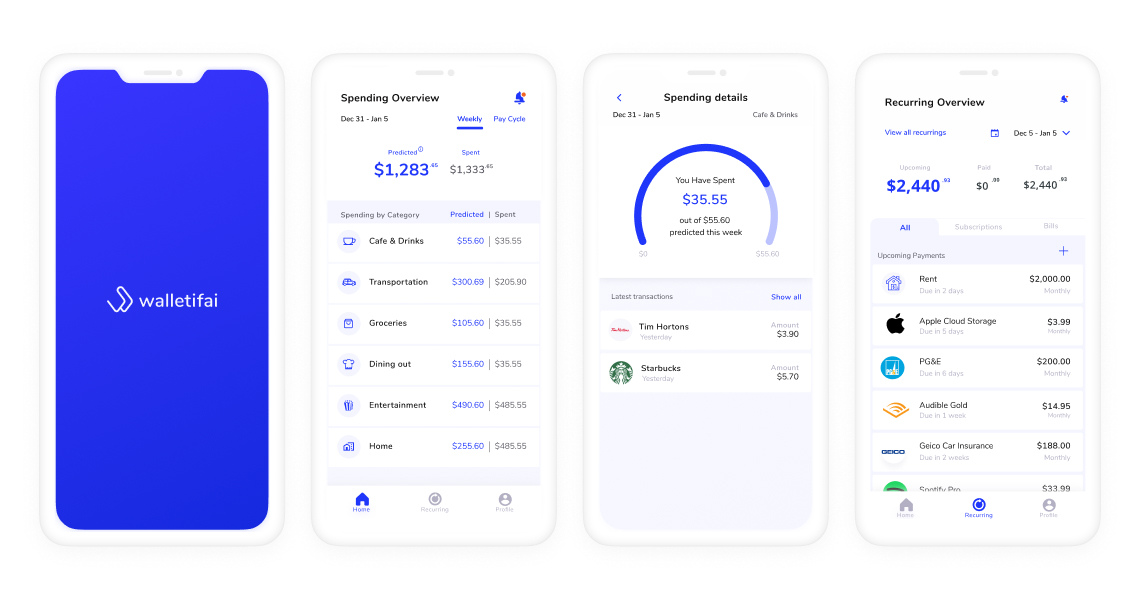 walletifai
Spending Overview
Dec 31 - Jan 5
Weekly
Pay Cycle
Predicted
Spent
$1,283.65
$1,333.65
Spending by Category
Predicted | Spent
Cafe & Drinks
$55.60 | $35.55
Transportation
$300.69 | $205.90
Groceries
$105.60 | $35.55
Dining out
$155.60 | $35.55
Entertainment
$490.60 | $485.55
Home
$255.60 | $485.55
Home
Recurring
Profile
Spending details
Dec 31 - Jan 5
Cafe & Drinks
You Have Spent
$35.55
out of $55.60
predicted this week
$0
$55.60
Latest transactions
Show all
Tim Hortons
Tim Hortons
Yesterday
Amount
$3.90
Starbucks
Yesterday
Amount
$5.70
Recurring Overview
View all recurrings
Dec 5 - Jan 5
Upcoming
Paid
Total
$2,440.93
$0.00
$2,440.93
All
Subscriptions
Bills
Upcoming Payments
Rent
Due in 2 days
$2,000.00
Monthly
Apple Cloud Storage
Due in 5 days
$3.99
Monthly
PG&E
Due in 6 days
$200.00
Monthly
Audible Gold
Due in 1 week
$14.95
Monthly
GEICO
Geico Car Insurance
Due in 2 weeks
$188.00
Monthly
Spotify Pro
$33.99
Home
Recurring
Profile